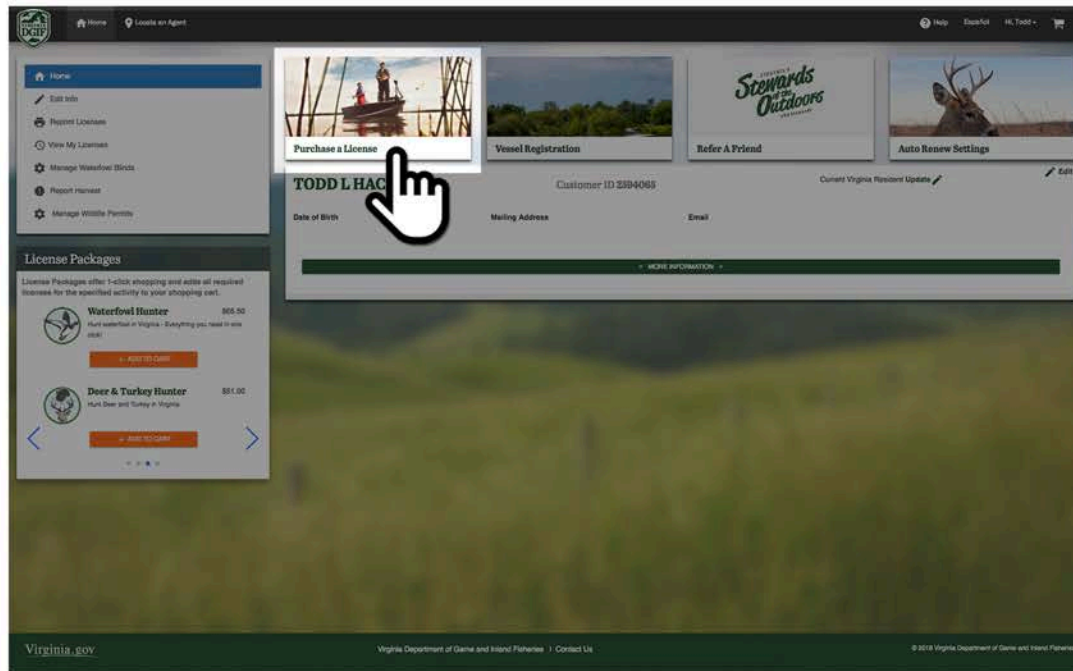 VIRGINIA
DGIF
Home
Locate an Agent
Help
Español
Hi, Todd
Home
Edit Info
Reprint Licenses
View My Licenses
Manage Waterfowl Blinds
Report Harvest
Manage Wildlife Permits
Purchase a License
Vessel Registration
Stewards
of the
Outdoors
Refer A Friend
Auto Renew Settings
TODD L HAC
Customer ID 2594065
Current Virginia Resident Update
Edit
Date of Birth
Mailing Address
Email
MORE INFORMATION
License Packages
License Packages offer 1-click shopping and adds all required
licenses for the specified activity to your shopping cart.
Waterfowl Hunter
Hunt waterfowl in Virginia - Everything you need in one
click!
+ ADD TO CART
Deer & Turkey Hunter $51.00
Hunt Deer and Turkey in Virginia
+ ADD TO CART
Virginia.gov
Virginia Department of Game and Inland Fisheries | Contact Us
© 2018 Virginia Department of Game and Inland Fisheries